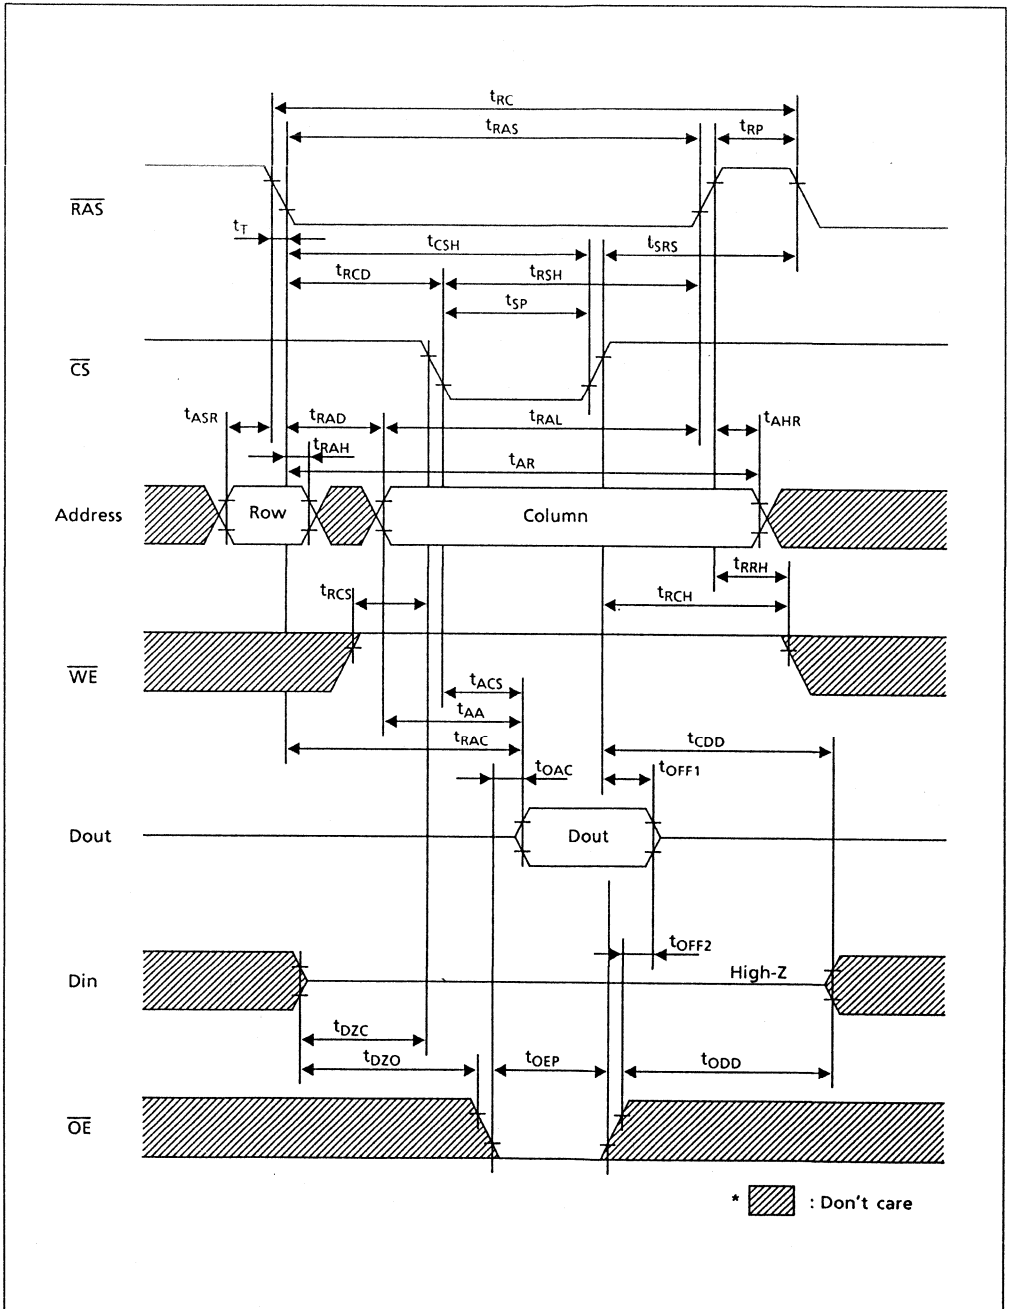 tRC
tRAS
tRP
RAS
tT
tCSH
tSRS
tRCD
tRSH
tSP
CS
tASR
tRAD
tRAL
tAHR
tRAH
tAR
Address
Row
Column
tRRH
tRCS
tRCH
WE
tACS
tAA
tRAC
tCDD
tOAC
tOFF1
Dout
Dout
tOFF2
Din
High-Z
tDZC
tDZO
tOEP
tODD
OE
* : Don't care